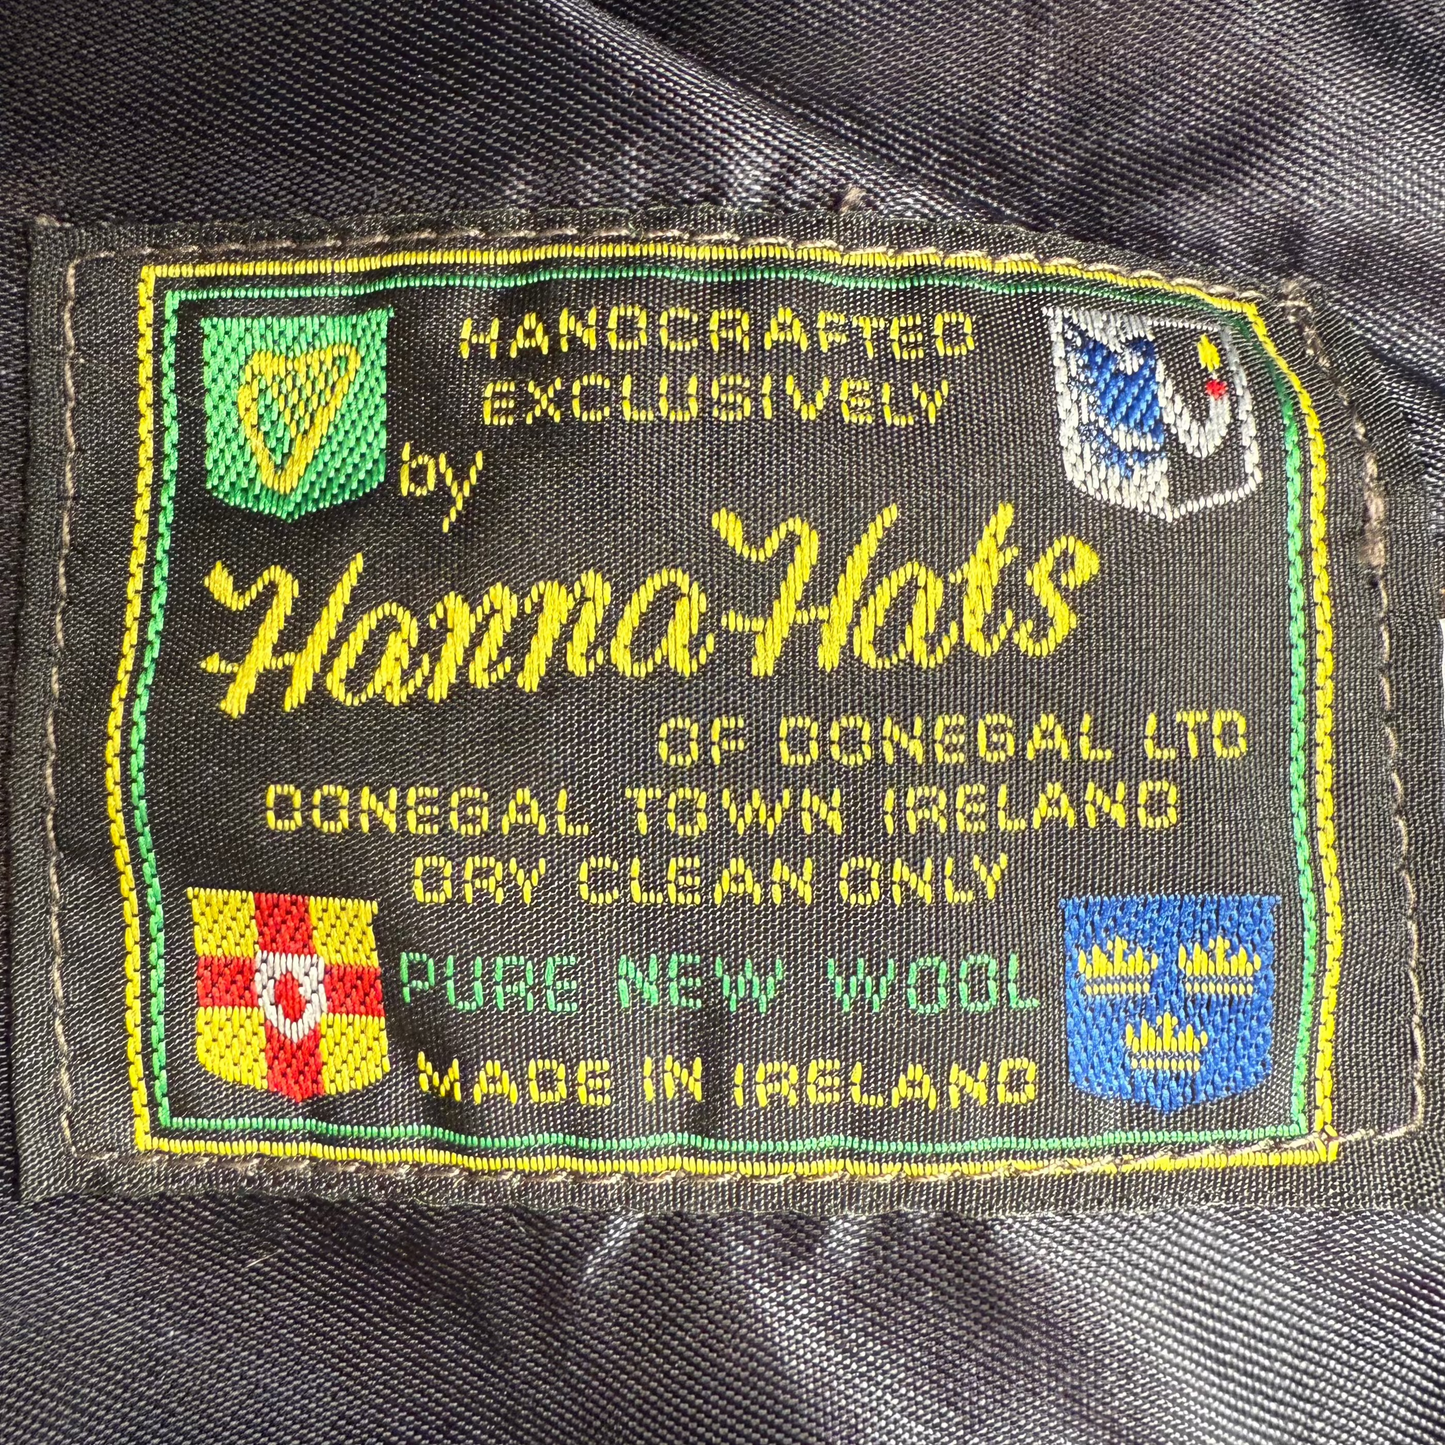 HANDCRAFTED
EXCLUSIVELY
by
Hanna Hats
OF DONEGAL LTD
DONEGAL TOWN IRELAND
DRY CLEAN ONLY
PURE NEW WOOL
MADE IN IRELAND